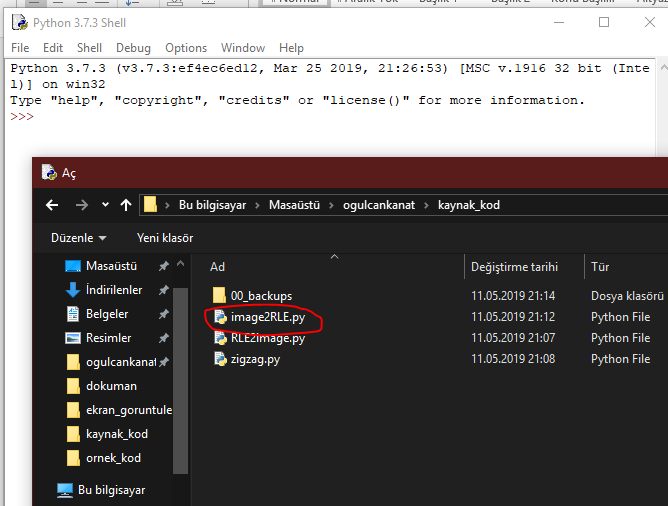 Python 3.7.3 Shell
File Edit Shell Debug Options Window Help
Python 3.7.3 (v3.7.3:ef4ec6ed12, Mar 25 2019, 21:26:53) [MSC v.1916 32 bit (Inte
l)] on win32
Type "help", "copyright", "credits" or "license()" for more information.
>>>
Aç
Bu bilgisayar > Masaüstü > ogulcankanat > kaynak_kod
Düzenle Yeni klasör
Ad Değiştirme tarihi Tür
Masaüstü
İndirilenler
Belgeler
Resimler
ogulcankanat
dokuman
ekran_goruntule
kaynak_kod
ornek_kod
Bu bilgisayar
00_backups 11.05.2019 21:14 Dosya klasörü
image2RLE.py 11.05.2019 21:12 Python File
RLE2image.py 11.05.2019 21:07 Python File
zigzag.py 11.05.2019 21:08 Python File